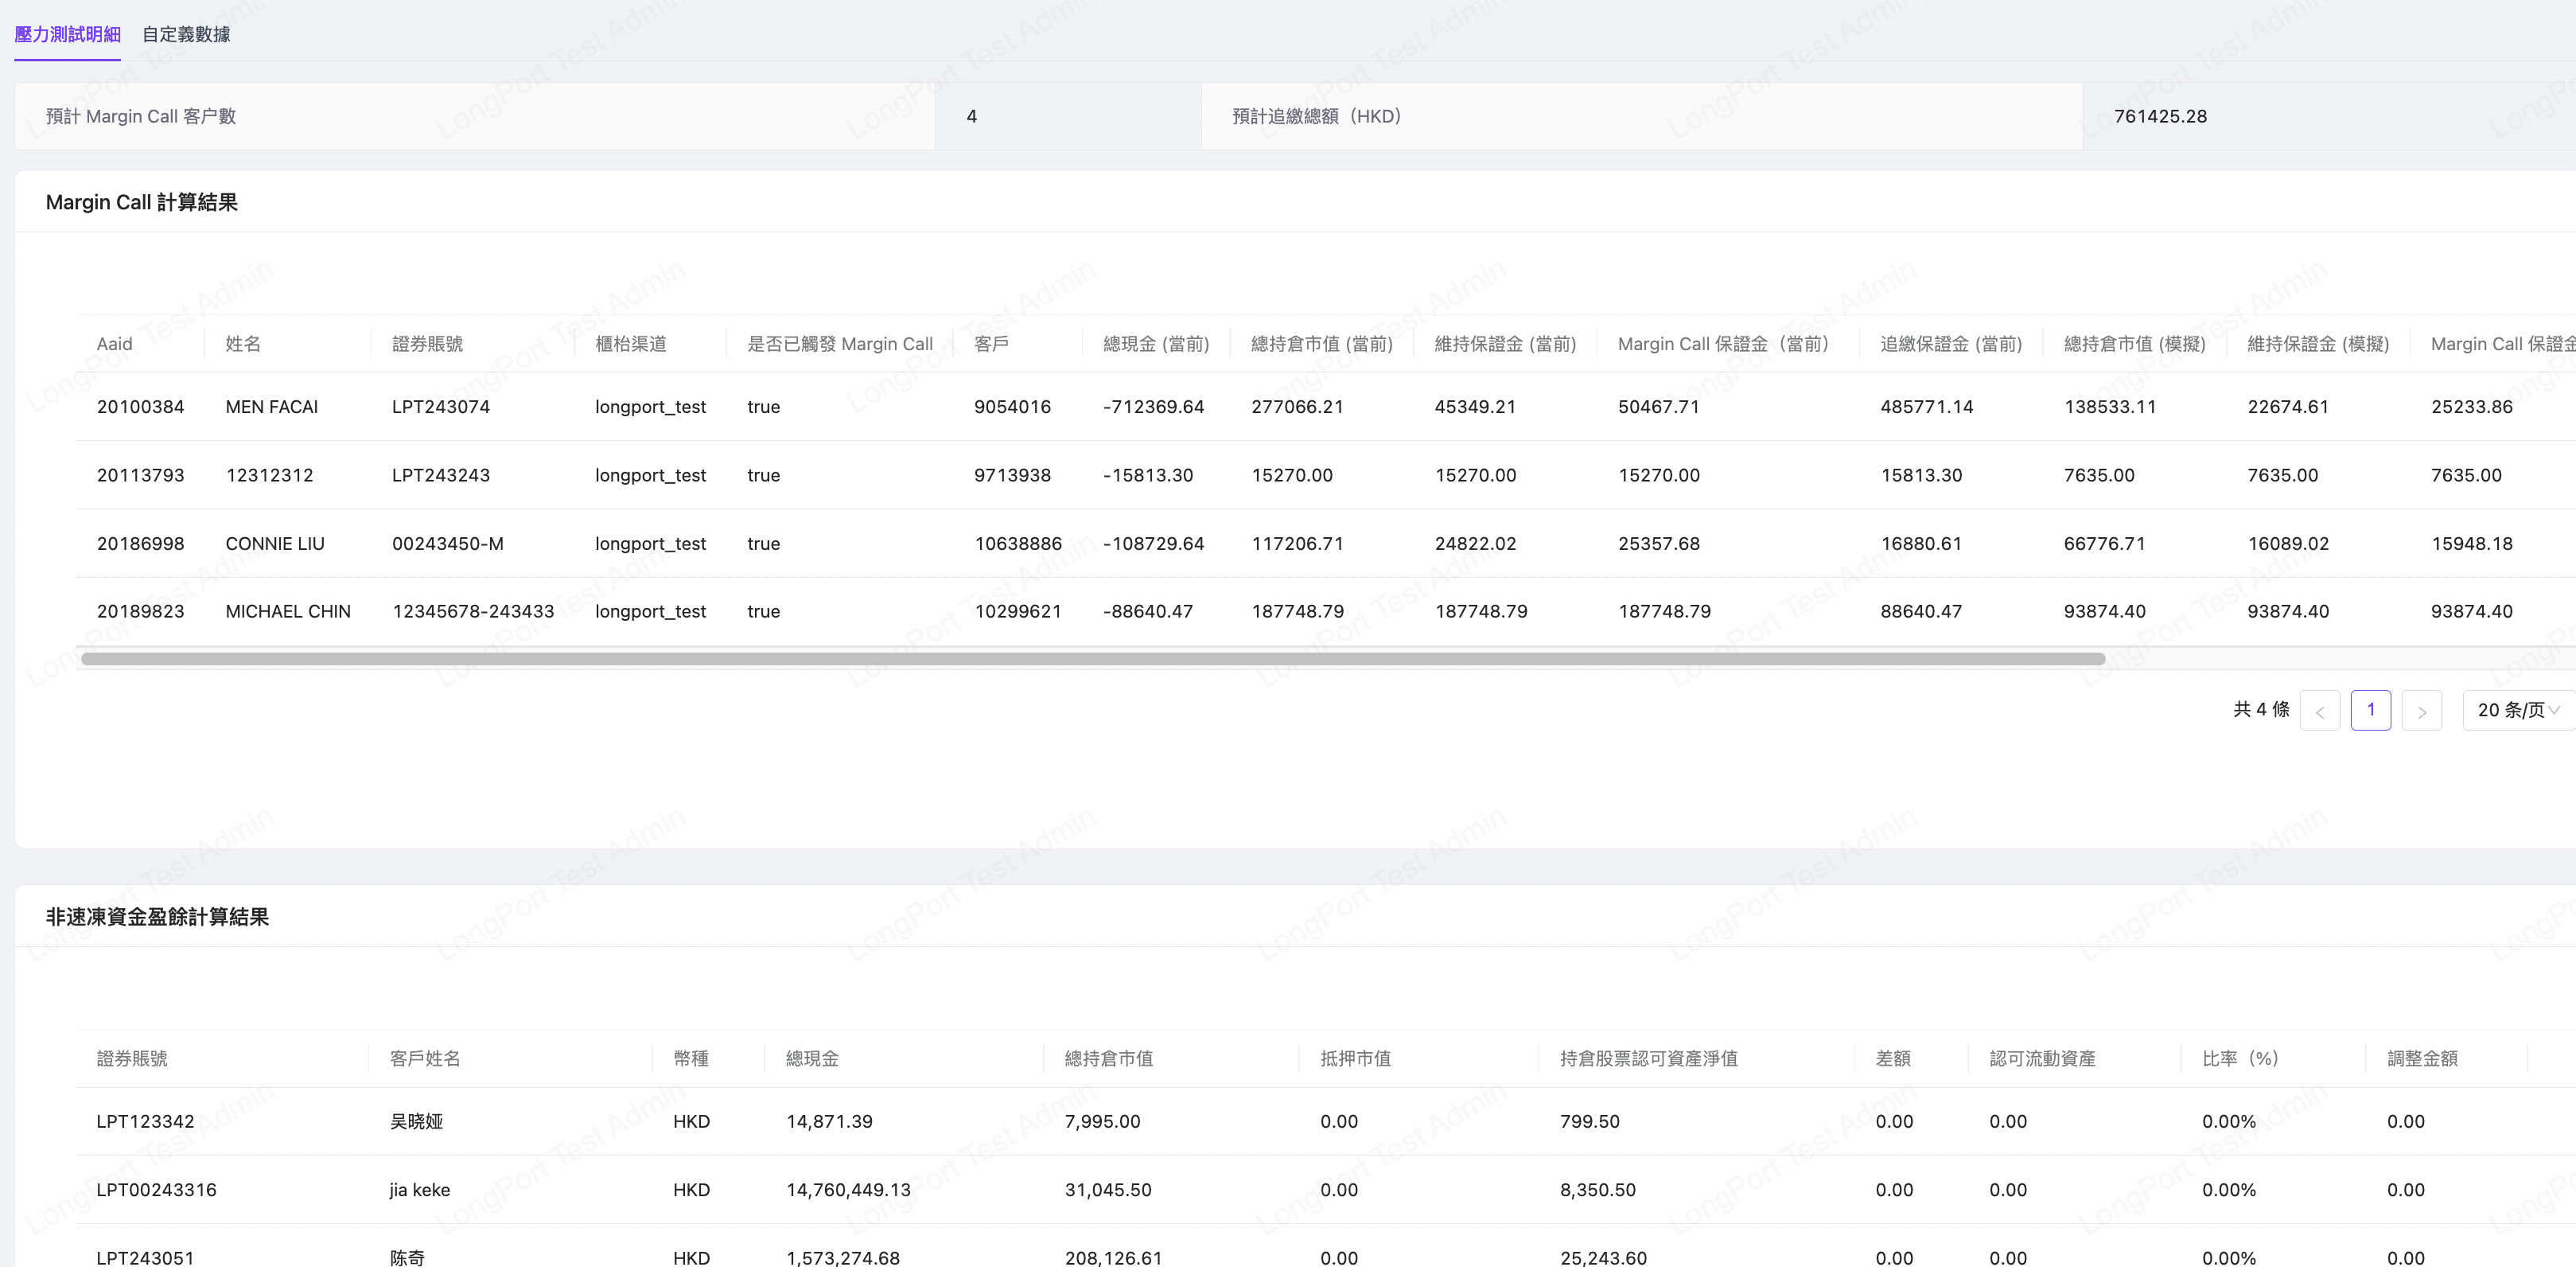 壓力測試明細 自定義數據
預計 Margin Call 客户數 4 預計追繳總額（HKD） 761425.28
Margin Call 計算結果
Aaid 姓名 證券賬號 櫃枱渠道 是否已觸發 Margin Call 客戶 總現金 (當前) 總持倉市值 (當前) 維持保證金 (當前) Margin Call 保證金（當前） 追繳保證金 (當前) 總持倉市值 (模擬) 維持保證金 (模擬) Margin Call 保證金
20100384 MEN FACAI LPT243074 longport_test true 9054016 -712369.64 277066.21 45349.21 50467.71 485771.14 138533.11 22674.61 25233.86
20113793 12312312 LPT243243 longport_test true 9713938 -15813.30 15270.00 15270.00 15270.00 15813.30 7635.00 7635.00 7635.00
20186998 CONNIE LIU 00243450-M longport_test true 10638886 -108729.64 117206.71 24822.02 25357.68 16880.61 66776.71 16089.02 15948.18
20189823 MICHAEL CHIN 12345678-243433 longport_test true 10299621 -88640.47 187748.79 187748.79 187748.79 88640.47 93874.40 93874.40 93874.40
共 4 條 < 1 > 20 条/页
非速凍資金盈餘計算結果
證券賬號 客戶姓名 幣種 總現金 總持倉市值 抵押市值 持倉股票認可資產淨值 差額 認可流動資產 比率（%） 調整金額
LPT123342 吴晓娅 HKD 14,871.39 7,995.00 0.00 799.50 0.00 0.00 0.00% 0.00
LPT00243316 jia keke HKD 14,760,449.13 31,045.50 0.00 8,350.50 0.00 0.00 0.00% 0.00
LPT243051 陈奇 HKD 1,573,274.68 208,126.61 0.00 25,243.60 0.00 0.00 0.00% 0.00
LongPort Test Admin